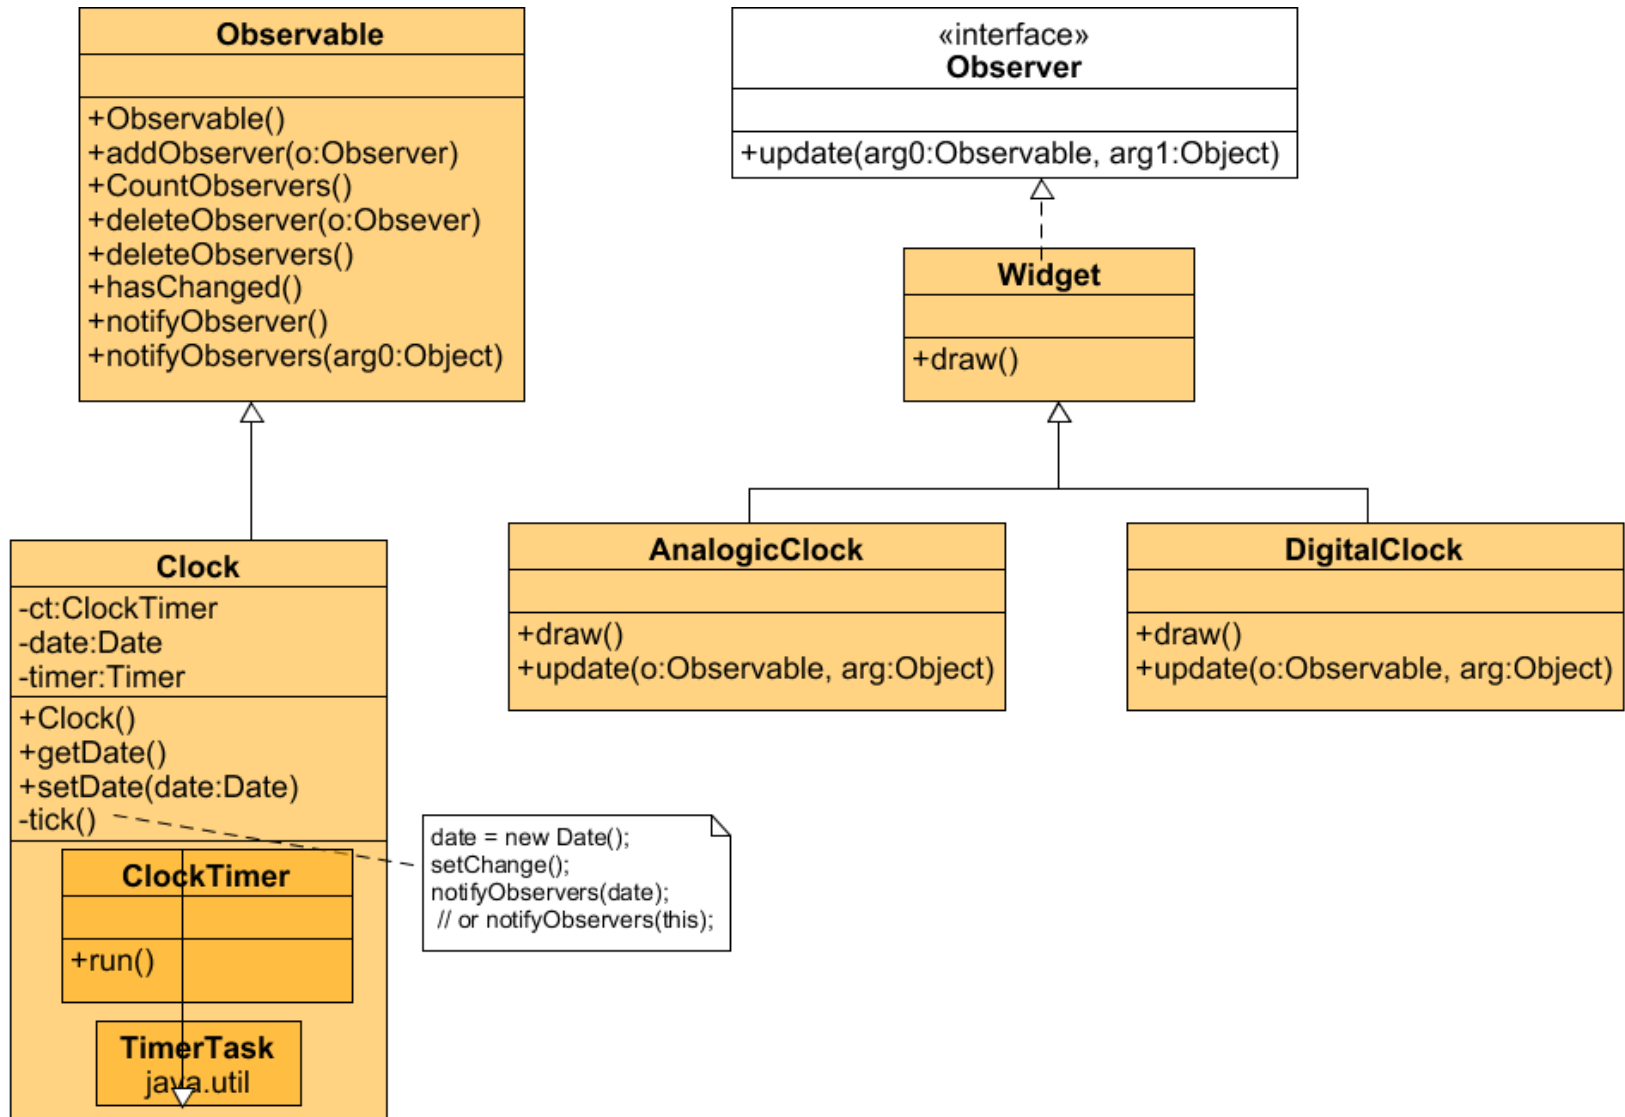 Observable
+Observable()
+addObserver(o:Observer)
+CountObservers()
+deleteObserver(o:Obsever)
+deleteObservers()
+hasChanged()
+notifyObserver()
+notifyObservers(arg0:Object)
«interface»
Observer
+update(arg0:Observable, arg1:Object)
Widget
+draw()
AnalogicClock
+draw()
+update(o:Observable, arg:Object)
DigitalClock
+draw()
+update(o:Observable, arg:Object)
Clock
-ct:ClockTimer
-date:Date
-timer:Timer
+Clock()
+getDate()
+setDate(date:Date)
-tick()
date = new Date();
setChange();
notifyObservers(date);
// or notifyObservers(this);
ClockTimer
+run()
TimerTask
java.util